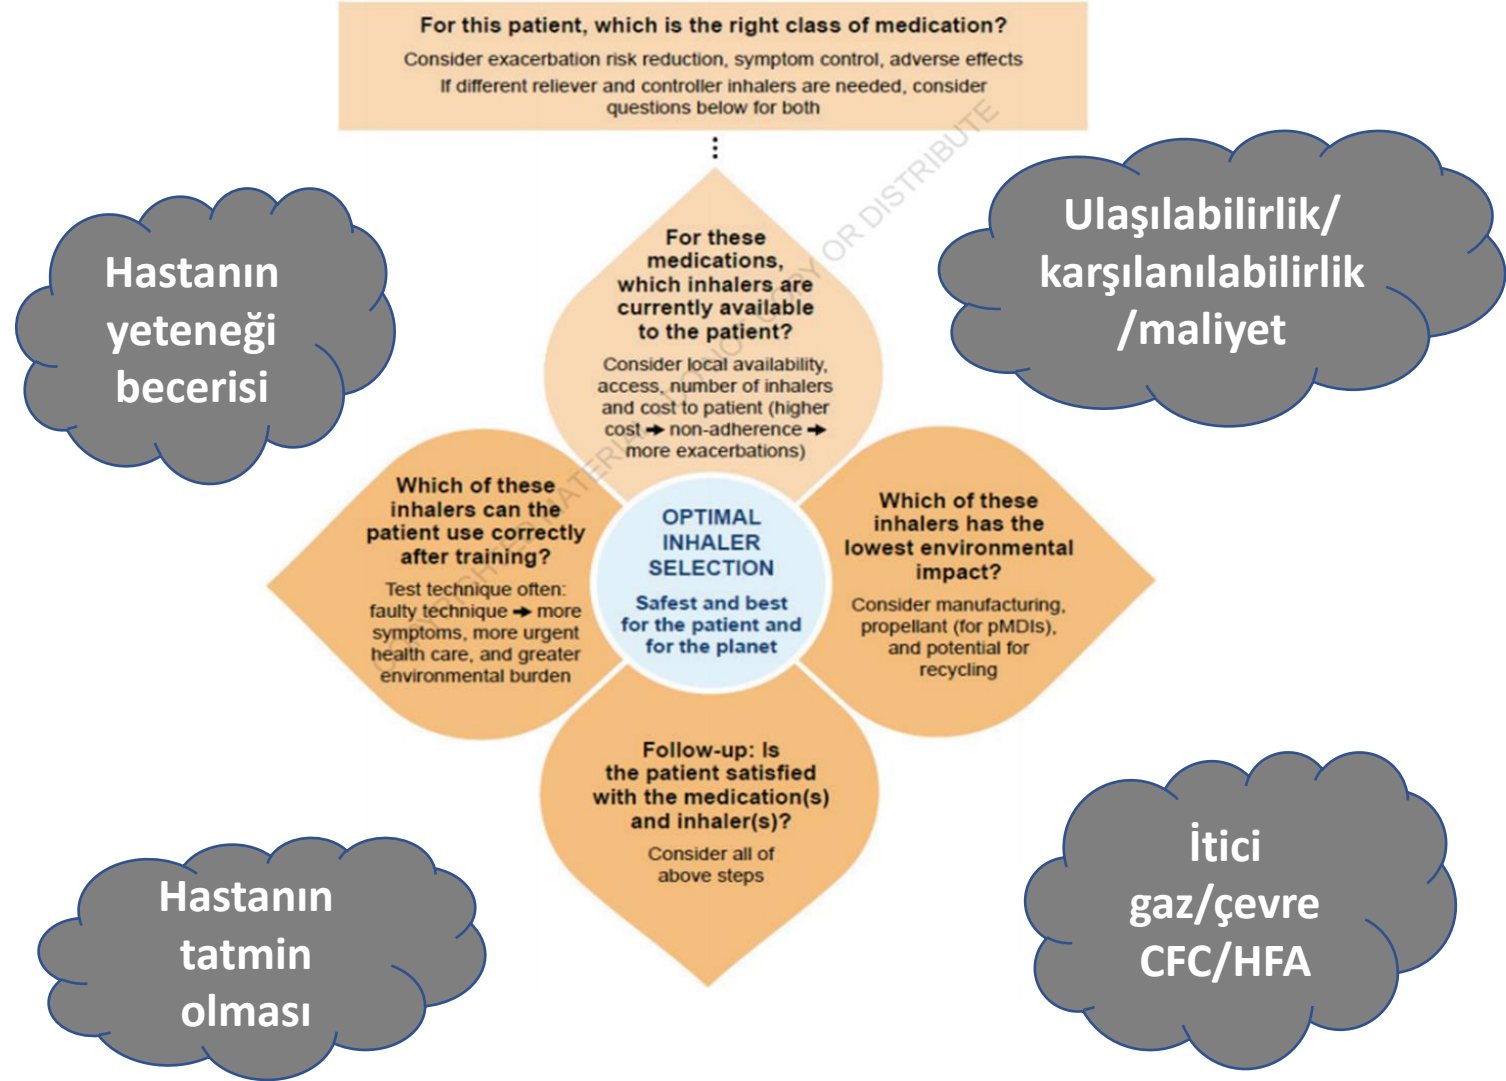 For this patient, which is the right class of medication?
Consider exacerbation risk reduction, symptom control, adverse effects
If different reliever and controller inhalers are needed, consider
questions below for both
Hastanın
yeteneği
becerisi
Ulaşılabilirlik/
karşılanılabilirlik
/maliyet
For these
medications,
which inhalers are
currently available
to the patient?
Consider local availability,
access, number of inhalers
and cost to patient (higher
cost → non-adherence →
more exacerbations)
Which of these
inhalers can the
patient use correctly
after training?
Test technique often:
faulty technique → more
symptoms, more urgent
health care, and greater
environmental burden
OPTIMAL
INHALER
SELECTION
Safest and best
for the patient and
for the planet
Which of these
inhalers has the
lowest environmental
impact?
Consider manufacturing,
propellant (for pMDIs),
and potential for
recycling
Follow-up: Is
the patient satisfied
with the medication(s)
and inhaler(s)?
Consider all of
above steps
Hastanın
tatmin
olması
İtici
gaz/çevre
CFC/HFA
COPYRIGHTED MATERIAL - DO NOT COPY OR DISTRIBUTE